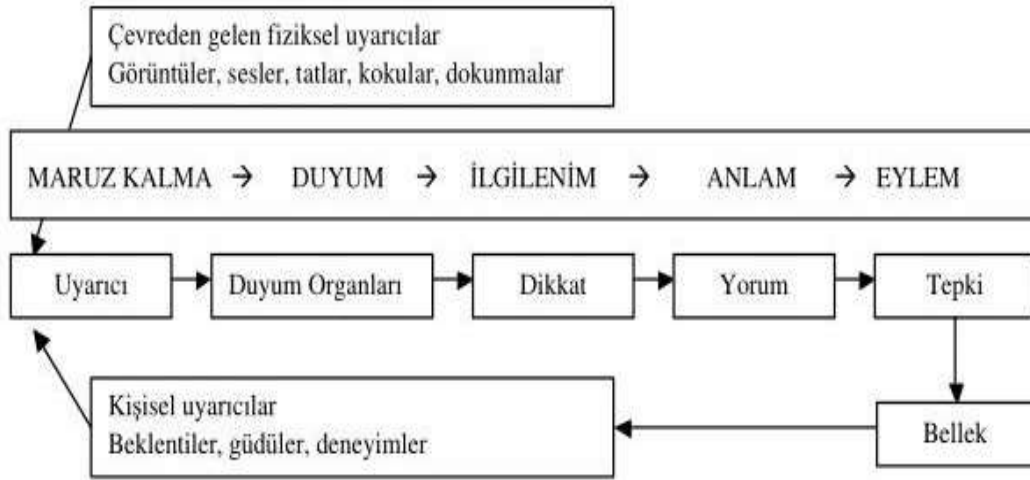 Çevreden gelen fiziksel uyarıcılar
Görüntüler, sesler, tatlar, kokular, dokunmalar
MARUZ KALMA → DUYUM → İLGİLENİM → ANLAM → EYLEM
Uyarıcı Duyum Organları Dikkat Yorum Tepki
Kişisel uyarıcılar
Beklentiler, güdüler, deneyimler
Bellek